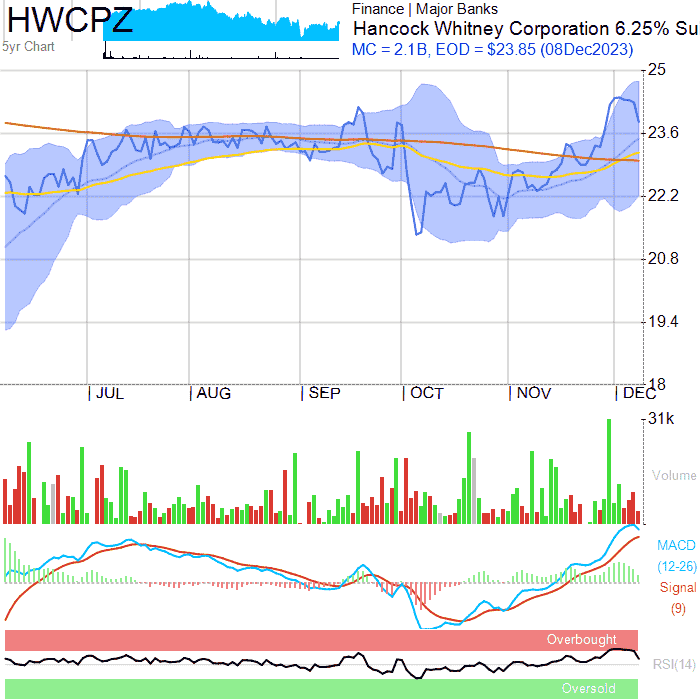 HWCPZ
5yr Chart
Finance | Major Banks
Hancock Whitney Corporation 6.25% Su
MC = 2.1B, EOD = $23.85 (08Dec2023)
25
23.6
22.2
20.8
19.4
18
JUL AUG SEP OCT NOV DEC
31k
Volume
MACD
(12-26)
Signal
(9)
Overbought
RSI(14)
Oversold